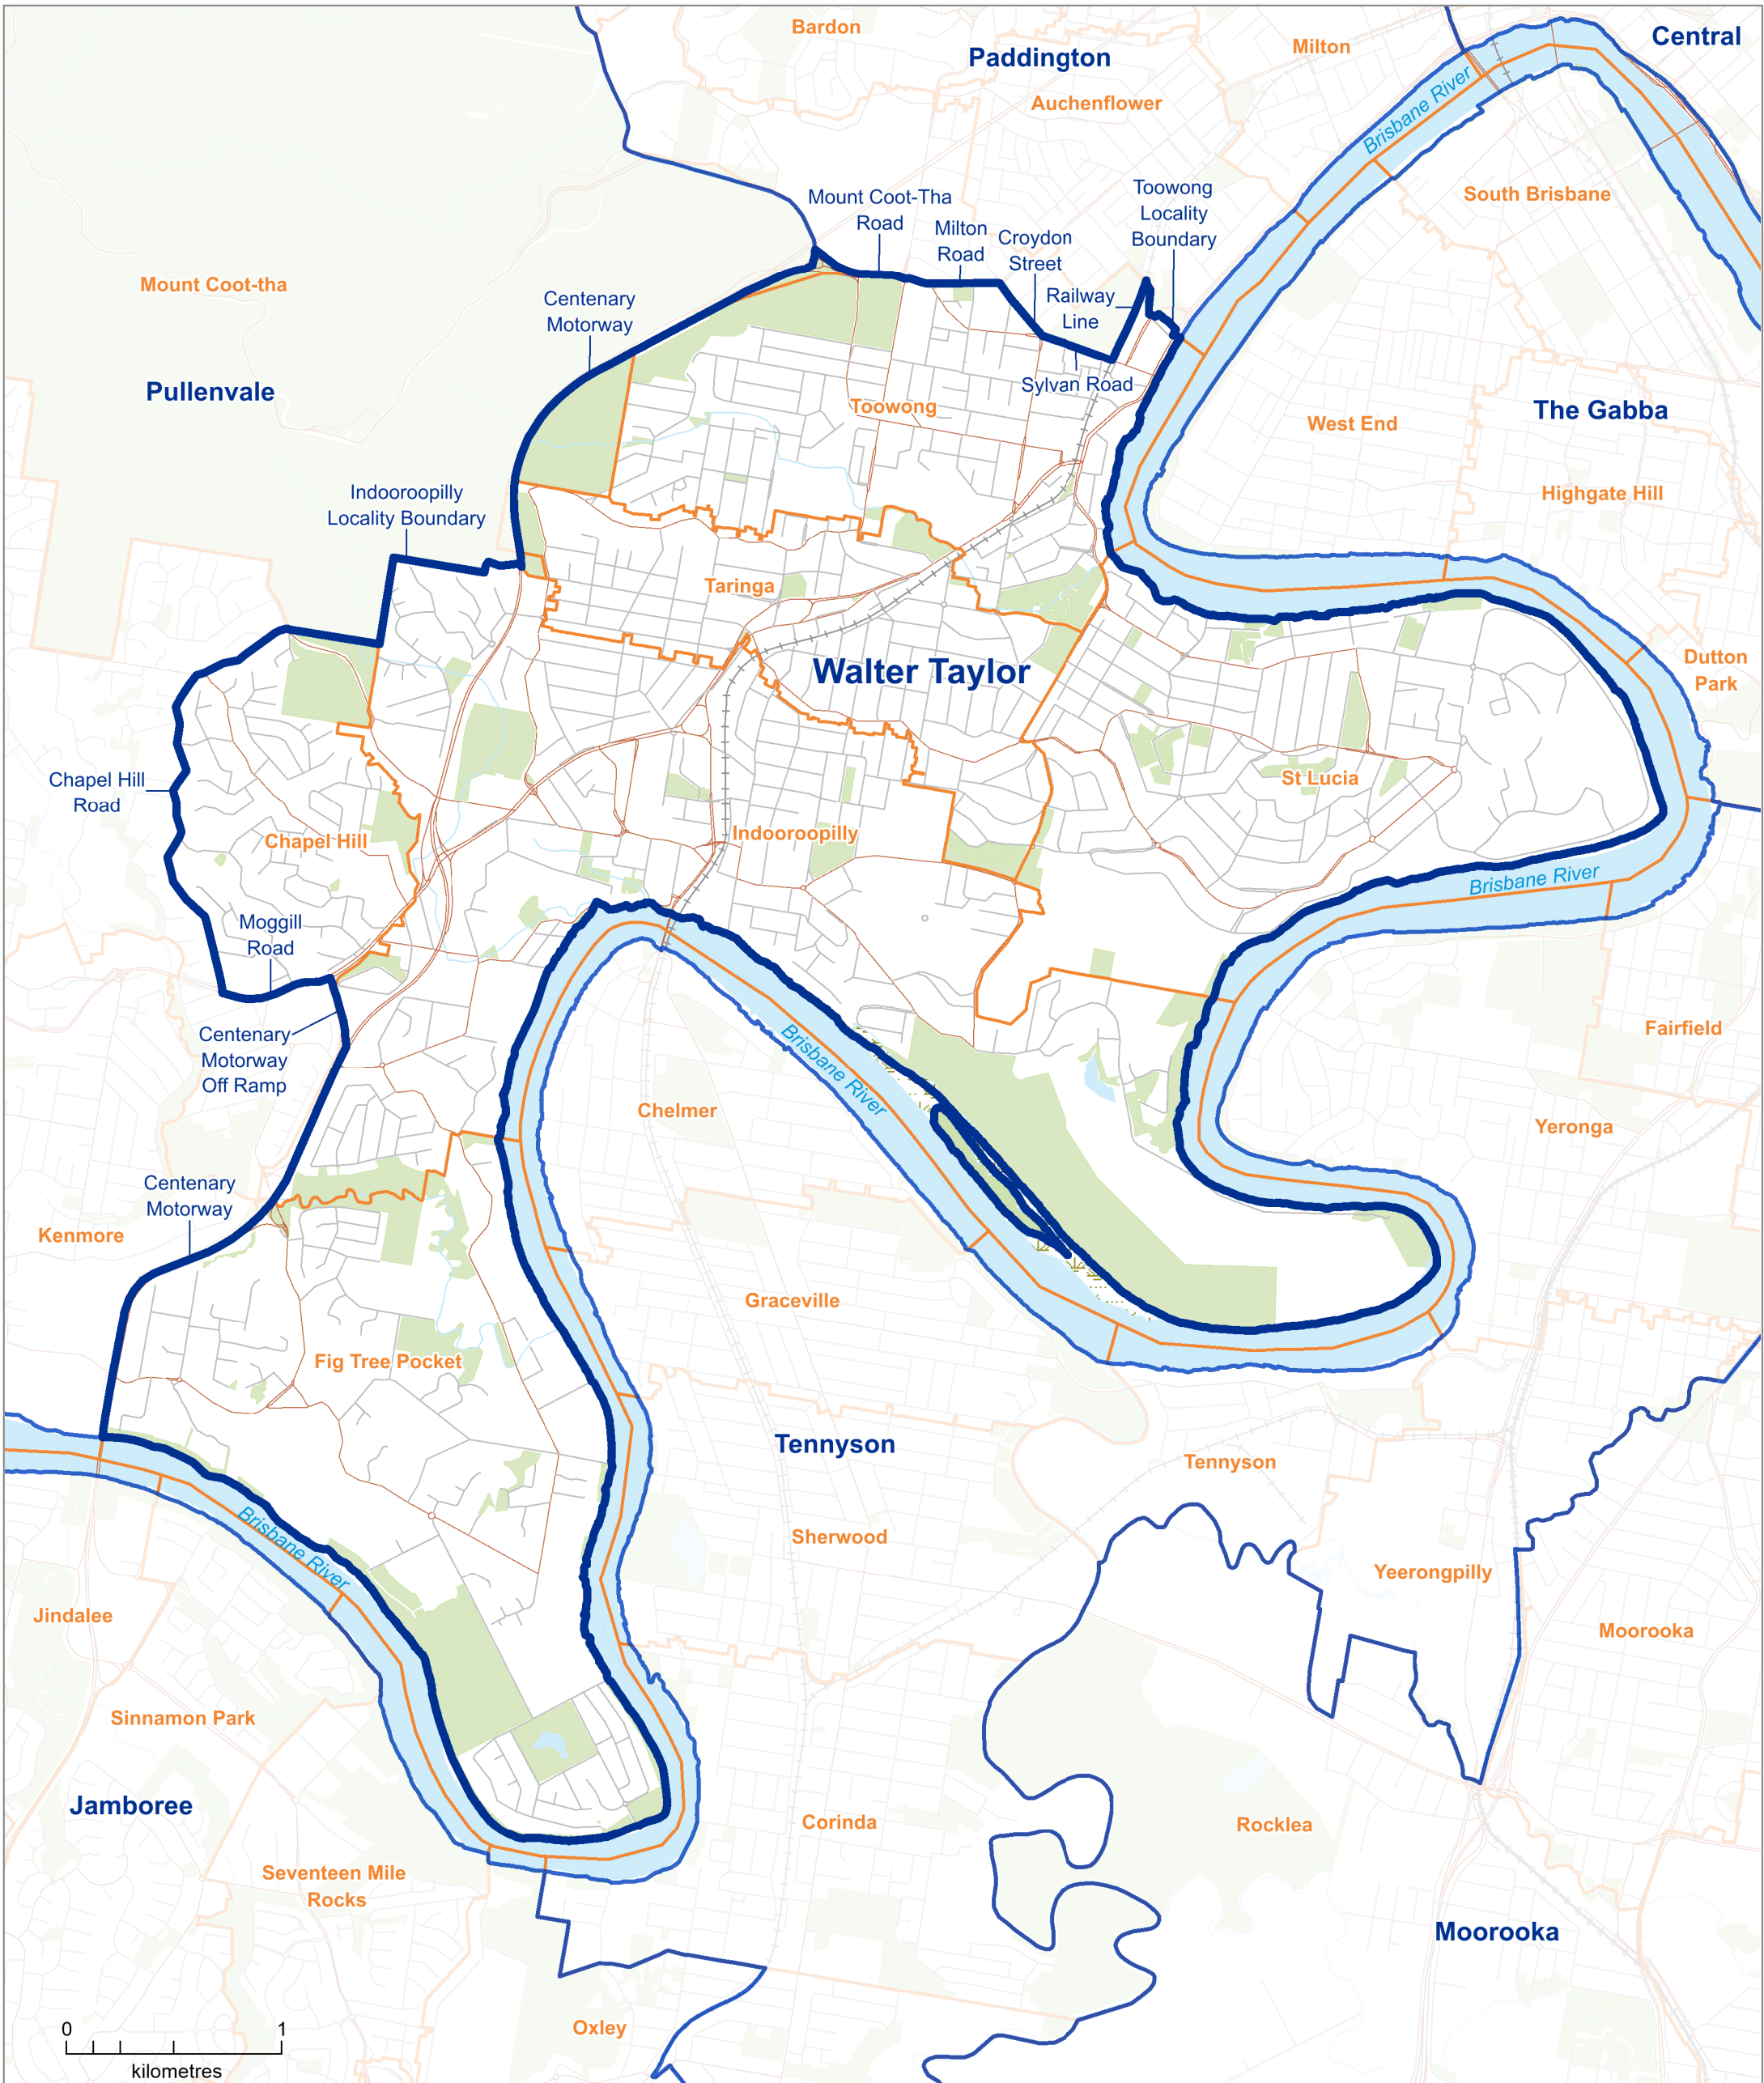 Bardon
Paddington
Milton
Central
Auchenflower
Brisbane River
South Brisbane
Mount Coot-Tha
Road
Milton
Road
Croydon
Street
Toowong
Locality
Boundary
Railway
Line
Mount Coot-tha
Centenary
Motorway
Pullenvale
Sylvan Road
Toowong
West End
The Gabba
Highgate Hill
Indooroopilly
Locality Boundary
Taringa
Walter Taylor
Dutton
Park
Chapel Hill
Road
St Lucia
Chapel Hill
Indooroopilly
Brisbane River
Moggill
Road
Centenary
Motorway
Off Ramp
Brisbane River
Fairfield
Chelmer
Yeronga
Centenary
Motorway
Kenmore
Graceville
Fig Tree Pocket
Tennyson
Tennyson
Brisbane River
Sherwood
Yeerongpilly
Jindalee
Moorooka
Sinnamon Park
Jamboree
Corinda
Rocklea
Seventeen Mile
Rocks
Moorooka
Oxley
0 1
kilometres